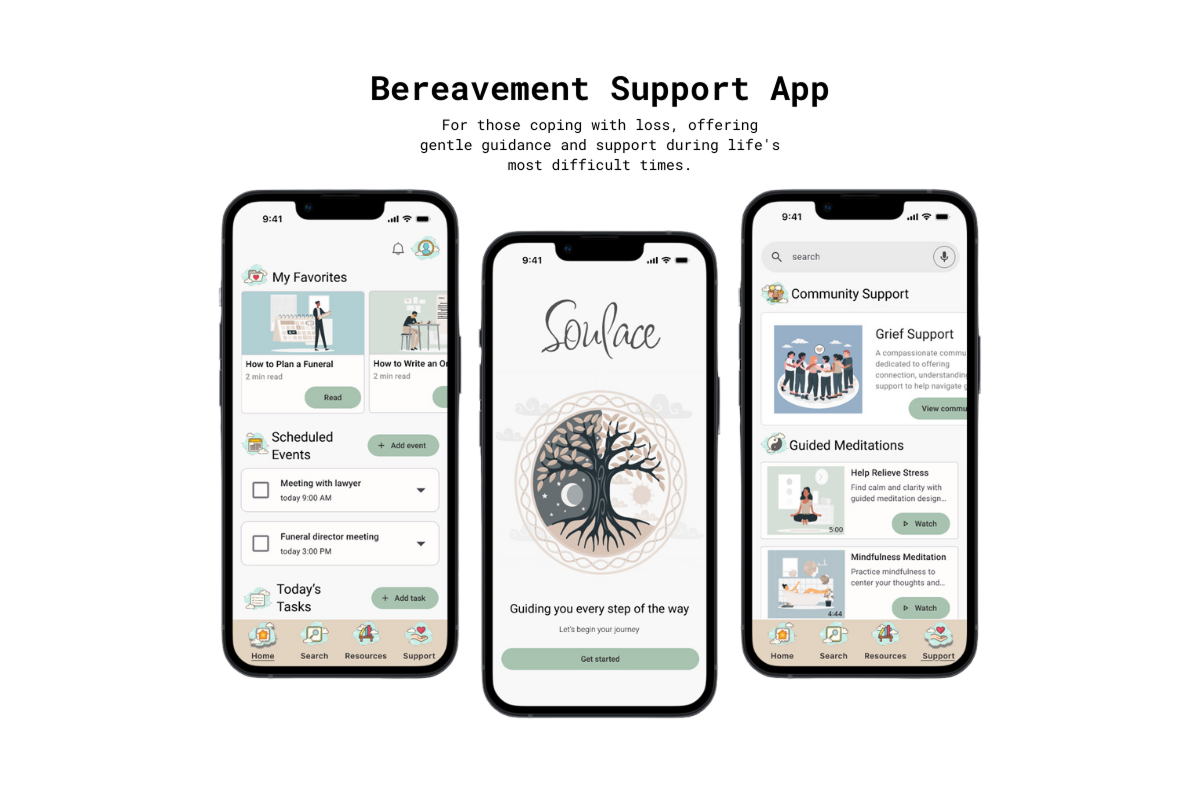 Bereavement Support App
For those coping with loss, offering
gentle guidance and support during life's
most difficult times.
9:41
My Favorites
How to Plan a Funeral
2 min read
Read
How to Write an
2 min read
Scheduled
Events
+ Add event
Meeting with lawyer
today 9:00 AM
Funeral director meeting
today 3:00 PM
Today's
Tasks
+ Add task
Home
Search
Resources
Support
9:41
Soulace
Guiding you every step of the way
Let's begin your journey
Get started
9:41
search
Community Support
Grief Support
A compassionate commu
dedicated to offering
connection, understanding
support to help navigate g
View commu
Guided Meditations
Help Relieve Stress
Find calm and clarity with
guided meditation design...
5:00
Watch
Mindfulness Meditation
Practice mindfulness to
center your thoughts and...
4:44
Watch
Home
Search
Resources
Support